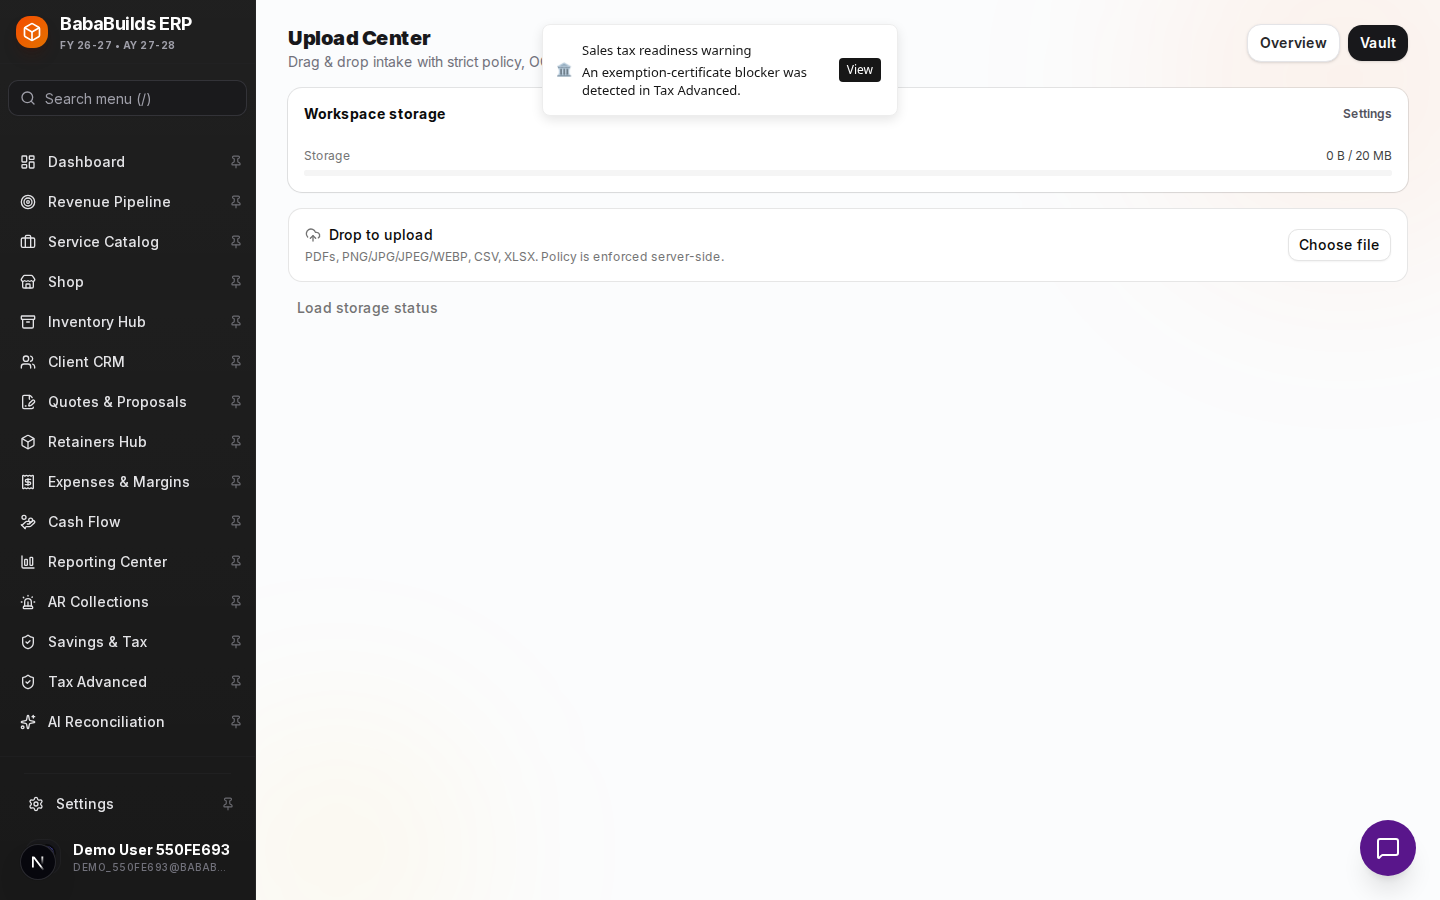 BabaBuilds ERP
FY 26-27 • AY 27-28
Search menu (/)
Dashboard
Revenue Pipeline
Service Catalog
Shop
Inventory Hub
Client CRM
Quotes & Proposals
Retainers Hub
Expenses & Margins
Cash Flow
Reporting Center
AR Collections
Savings & Tax
Tax Advanced
AI Reconciliation
Settings
Demo User 550FE693
DEMO_550FE693@BABAB...
Upload Center
Drag & drop intake with strict policy,
Overview
Vault
Sales tax readiness warning
An exemption-certificate blocker was
detected in Tax Advanced.
View
Workspace storage
Settings
Storage
0 B / 20 MB
Drop to upload
PDFs, PNG/JPG/JPEG/WEBP, CSV, XLSX. Policy is enforced server-side.
Choose file
Load storage status